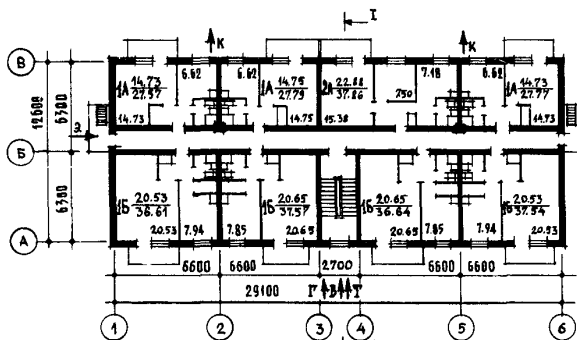 I
К К
В 6.62 6.62 7.18 6.62
1А 14.73 27.57 1А 14.75 27.79 2А 22.88 37.86 750 1А 14.73 27.77
12600 6300
14.73 14.75 15.38 14.73
Б
6300
1Б 20.53 36.61 1Б 20.65 37.57 1Б 20.65 36.64 1Б 20.53 37.54
20.53 7.94 7.85 20.65 20.65 7.85 7.94 20.53
А
6600 6600 2700 6600 6600
29100 Г В Т
1 2 3 4 5 6